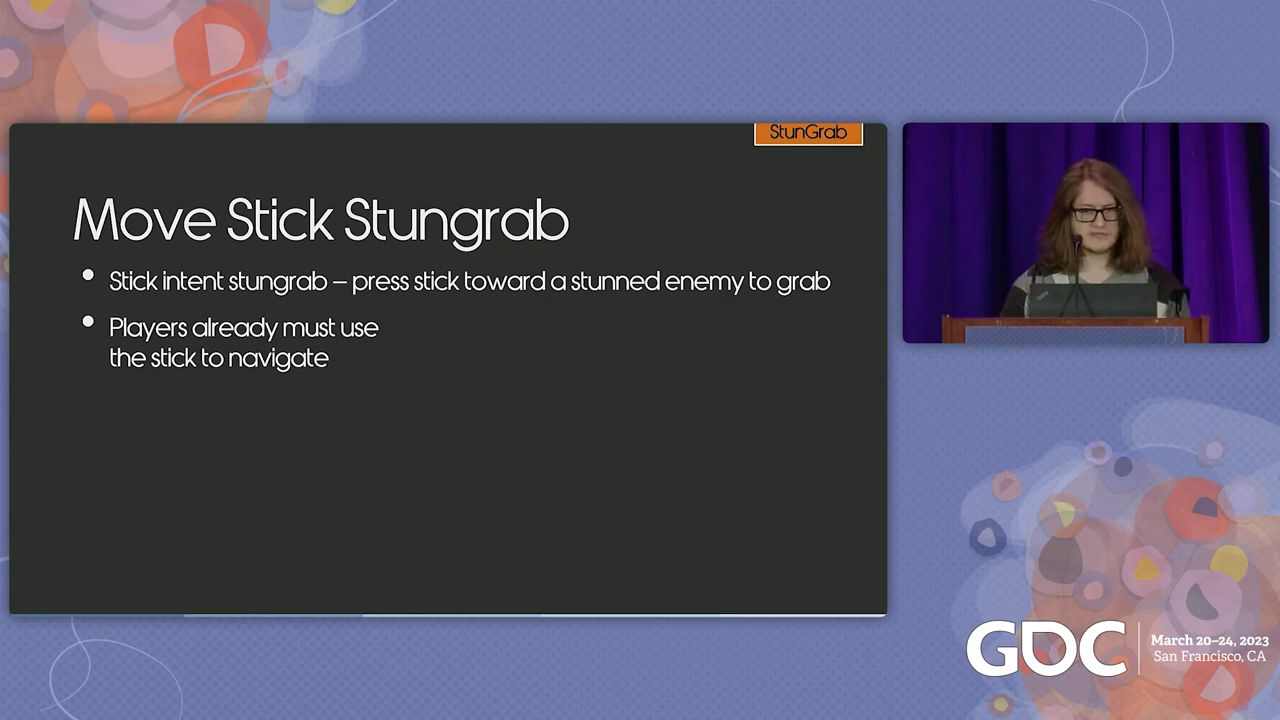 StunGrab
Move Stick Stungrab
Stick intent stungrab – press stick toward a stunned enemy to grab
Players already must use
the stick to navigate
GDC
March 20–24, 2023
San Francisco, CA